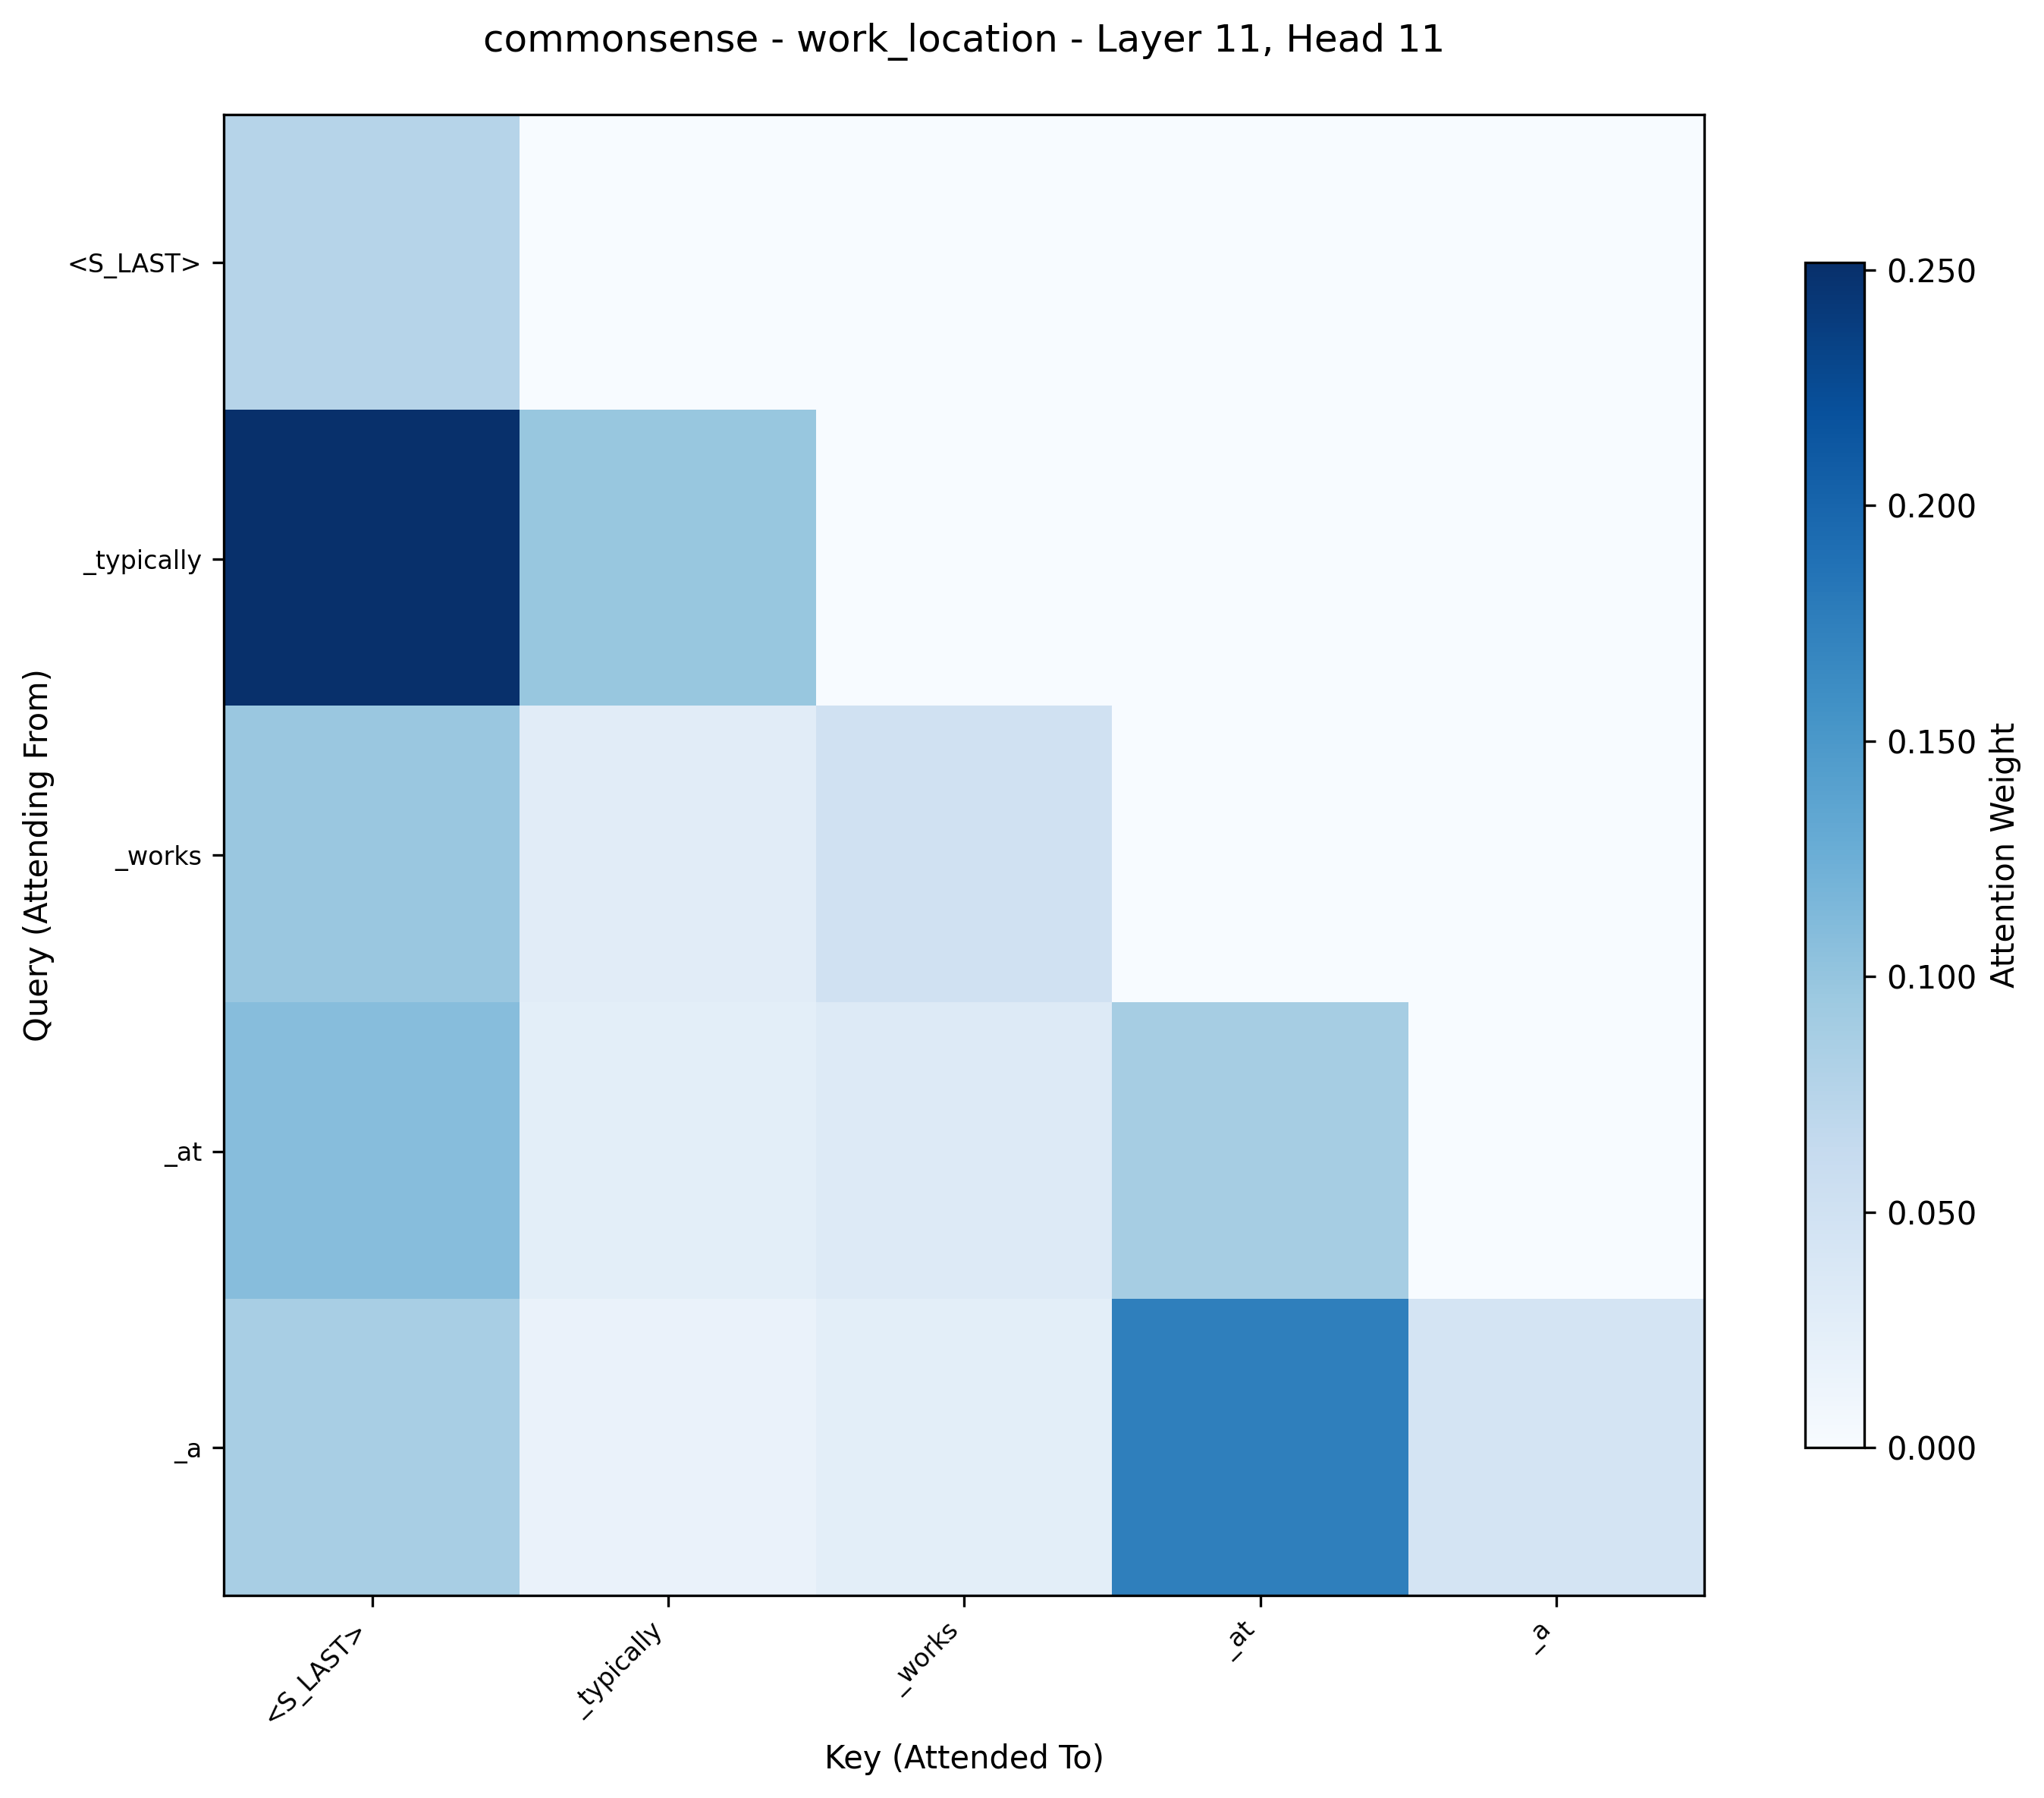 commonsense - work_location - Layer 11, Head 11
<S_LAST>
_typically
_works
_at
_a
Query (Attending From)
<S_LAST>
_typically
_works
_at
_a
Key (Attended To)
0.250
0.200
0.150
0.100
0.050
0.000
Attention Weight